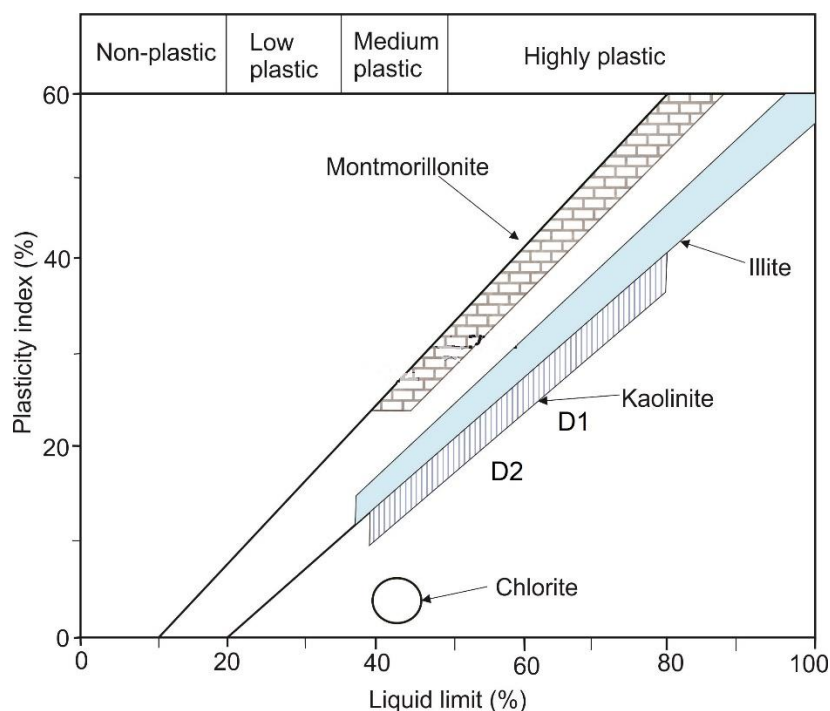 Non-plastic
Low
plastic
Medium
plastic
Highly plastic
60
Montmorillonite
40
Illite
Kaolinite
D1
20
D2
Chlorite
0
0
20
40
60
80
100
Plasticity index (%)
Liquid limit (%)